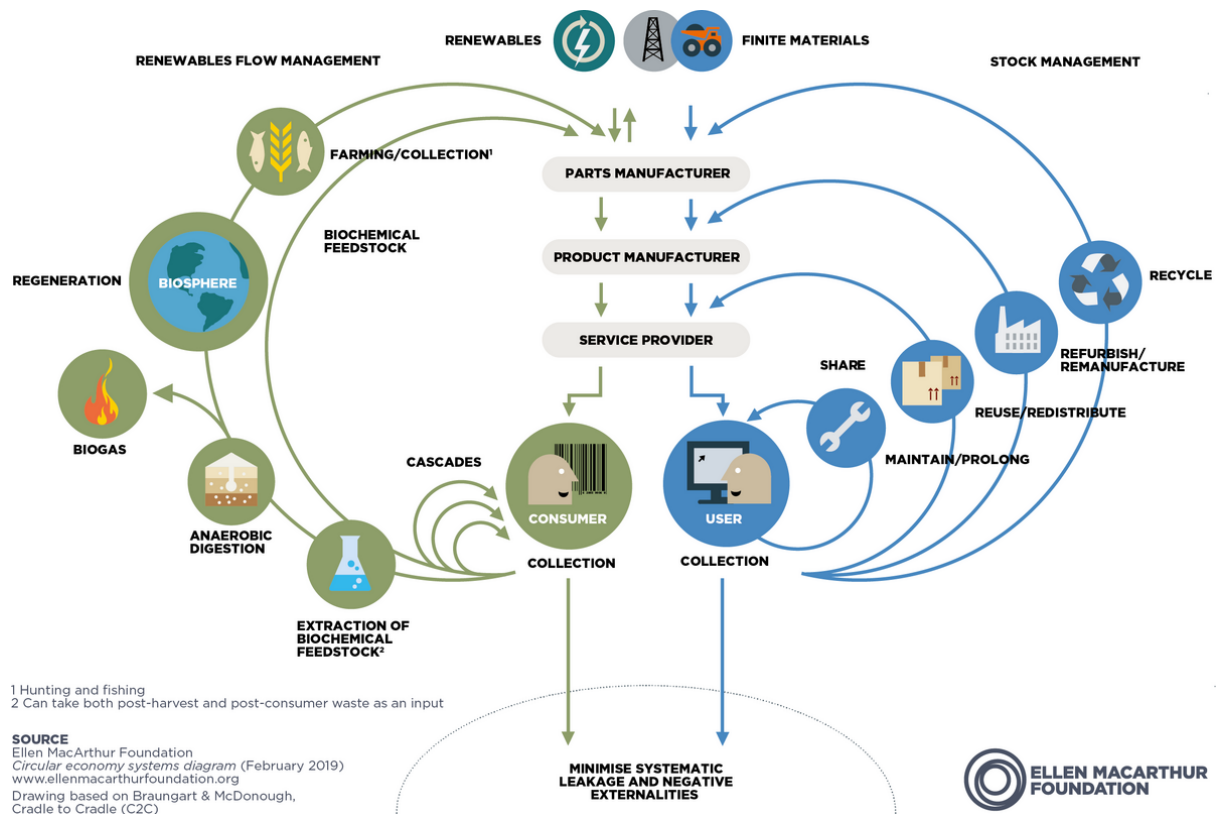 RENEWABLES
FINITE MATERIALS
RENEWABLES FLOW MANAGEMENT
STOCK MANAGEMENT
FARMING/COLLECTION¹
PARTS MANUFACTURER
BIOCHEMICAL
FEEDSTOCK
PRODUCT MANUFACTURER
REGENERATION
BIOSPHERE
RECYCLE
SERVICE PROVIDER
SHARE
REFURBISH/
REMANUFACTURE
REUSE/REDISTRIBUTE
BIOGAS
CASCADES
MAINTAIN/PROLONG
CONSUMER
USER
ANAEROBIC
DIGESTION
COLLECTION
COLLECTION
EXTRACTION OF
BIOCHEMICAL
FEEDSTOCK²
1 Hunting and fishing
2 Can take both post-harvest and post-consumer waste as an input
SOURCE
Ellen MacArthur Foundation
Circular economy systems diagram (February 2019)
www.ellenmacarthurfoundation.org
Drawing based on Braungart & McDonough,
Cradle to Cradle (C2C)
MINIMISE SYSTEMATIC
LEAKAGE AND NEGATIVE
EXTERNALITIES
ELLEN MACARTHUR
FOUNDATION